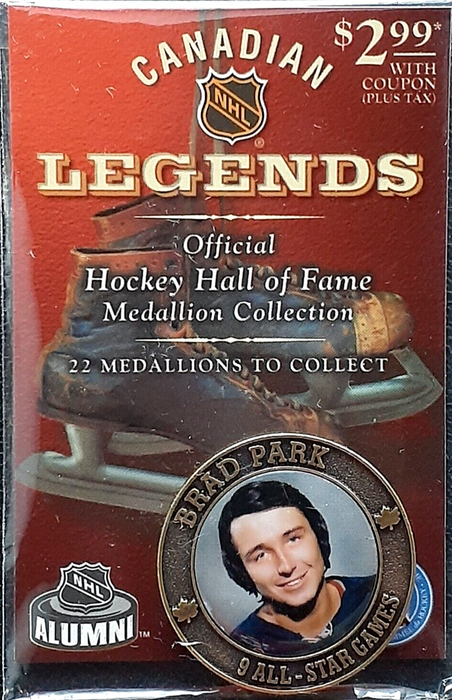 CANADIAN
$2.99*
WITH
COUPON
(PLUS TAX)
NHL
®
LEGENDS
Official
Hockey Hall of Fame
Medallion Collection
22 MEDALLIONS TO COLLECT
BRAD PARK
9 ALL-STAR GAMES
NHL
ALUMNI™